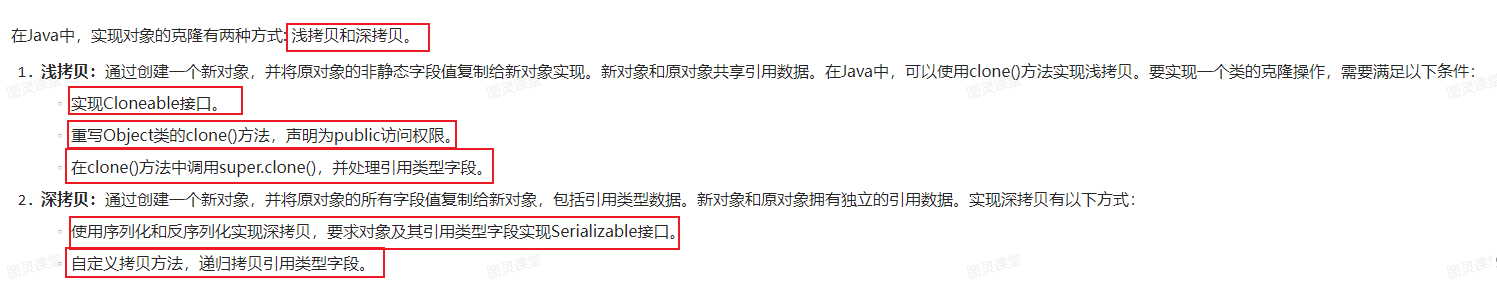 在Java中，实现对象的克隆有两种方式: 浅拷贝和深拷贝。
1. 浅拷贝：通过创建一个新对象，并将原对象的非静态字段值复制给新对象实现。新对象和原对象共享引用数据。在Java中，可以使用clone()方法实现浅拷贝。要实现一个类的克隆操作，需要满足以下条件：
◦ 实现Cloneable接口。
◦ 重写Object类的clone()方法，声明为public访问权限。
◦ 在clone()方法中调用super.clone()，并处理引用类型字段。
2. 深拷贝：通过创建一个新对象，并将原对象的所有字段值复制给新对象，包括引用类型数据。新对象和原对象拥有独立的引用数据。实现深拷贝有以下方式：
◦ 使用序列化和反序列化实现深拷贝，要求对象及其引用类型字段实现Serializable接口。
◦ 自定义拷贝方法，递归拷贝引用类型字段。
图灵课堂 图灵课堂 图灵课堂 图灵课堂
图灵课堂 图灵课堂 图灵课堂 图灵课堂